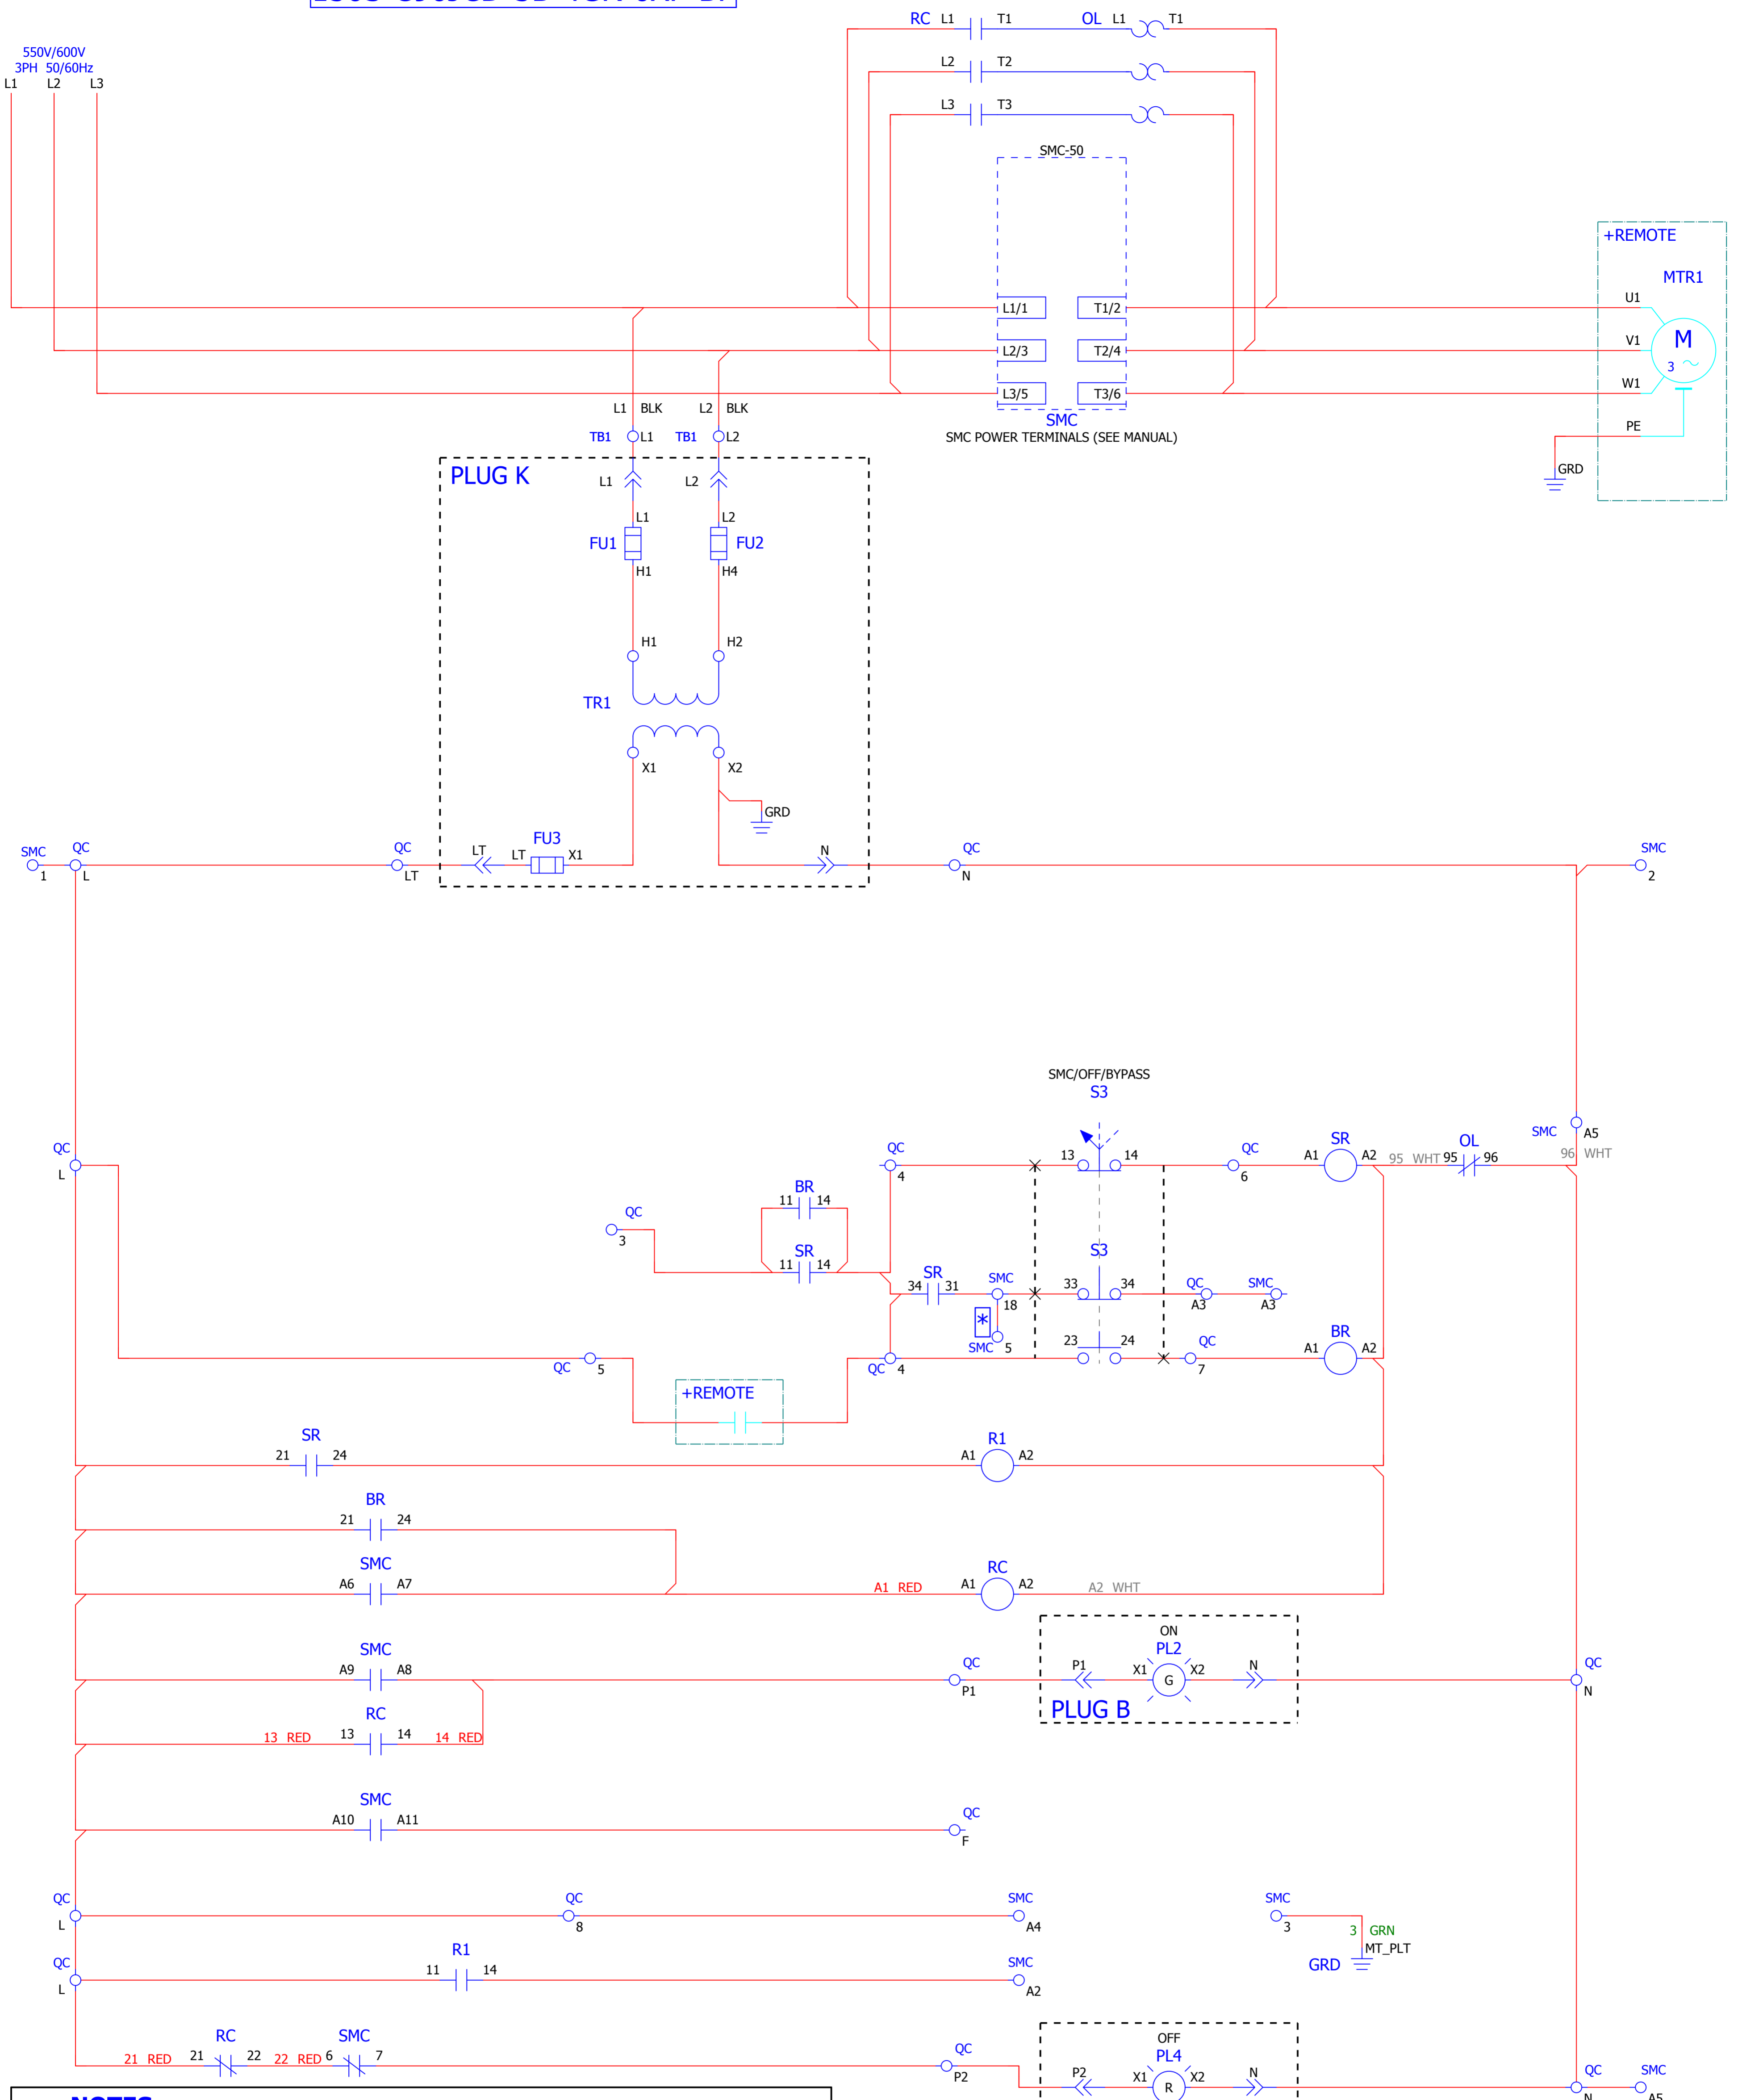 550V/600V
3PH 50/60Hz
L1 L2 L3
RC L1 T1 OL L1 T1
L2 T2
L3 T3
SMC-50
+REMOTE
MTR1
L1/1 T1/2 U1
L2/3 T2/4 V1
M
3
L3/5 T3/6 W1
SMC
SMC POWER TERMINALS (SEE MANUAL)
PE
GRD
L1 BLK L2 BLK
TB1 L1 TB1 L2
PLUG K
L1 L2
L1 L2
FU1 FU2
H1 H4
H1 H2
TR1
X1 X2
GRD
SMC QC QC LT FU3 N QC SMC
LT X1
1 L LT N 2
SMC/OFF/BYPASS
S3
SMC A5
QC QC 13 14 QC A1 SR A2 95 WHT 95 OL 96 96 WHT
L 4 6
BR
11 14
QC
3
SR
11 14
S3
SR
34 31 SMC 33 34 QC SMC
18 A3 A3
*
SMC 5
23 24 QC A1 BR A2
QC 5 QC 4 7
+REMOTE
SR R1
21 24 A1 A2
BR
21 24
SMC RC
A6 A7 A1 RED A1 A2 A2 WHT
ON
SMC QC PL2 QC
A9 A8 P1 X1 X2 N
G
P1 N
PLUG B
RC
13 RED 13 14 14 RED
SMC
A10 A11 QC
F
QC QC SMC SMC
L 8 A4 3
3 GRN
MT_PLT
GRD
QC R1 SMC
11 14
L A2
OFF
RC SMC QC PL4
21 RED 21 22 22 RED 6 7
P2 P2 X1 X2 N QC SMC
R